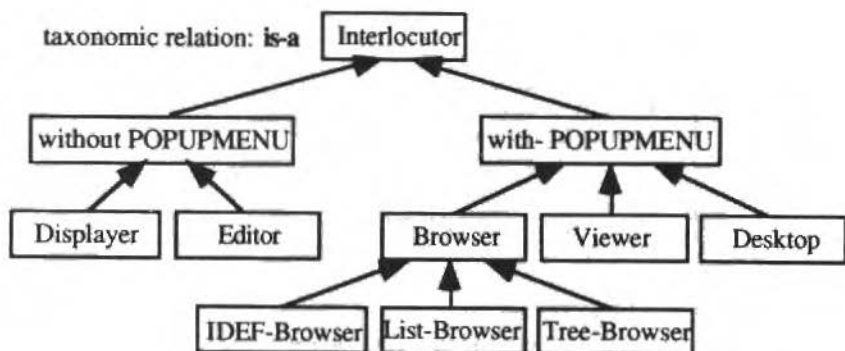 taxonomic relation: is-a
Interlocutor
without POPUPMENU
with- POPUPMENU
Displayer
Editor
Browser
Viewer
Desktop
IDEF-Browser
List-Browser
Tree-Browser